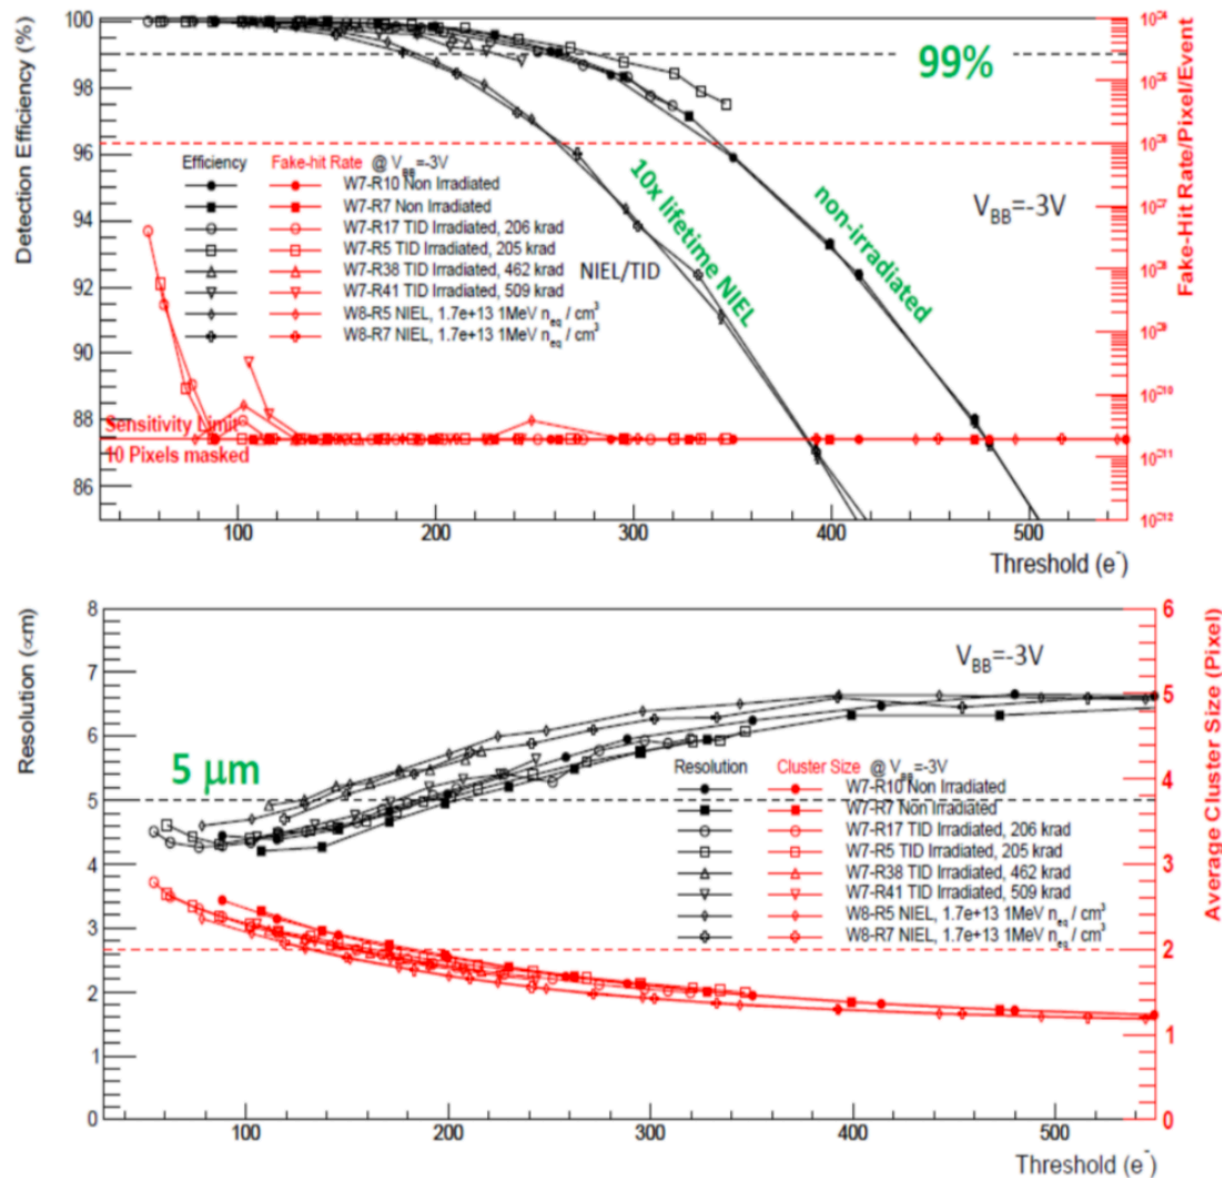 Detection Efficiency (%)
100
98
96
94
92
90
88
86
99%
Efficiency Fake-hit Rate @ V_BB=-3V
W7-R10 Non Irradiated
W7-R7 Non Irradiated
W7-R17 TID Irradiated, 206 krad
W7-R5 TID Irradiated, 205 krad
W7-R38 TID Irradiated, 462 krad
W7-R41 TID Irradiated, 509 krad
W8-R5 NIEL, 1.7e+13 1MeV n_eq / cm³
W8-R7 NIEL, 1.7e+13 1MeV n_eq / cm³
NIEL/TID
10x lifetime NIEL
non-irradiated
V_BB=-3V
Sensitivity Limit
10 Pixels masked
Fake-Hit Rate/Pixel/Event
100 200 300 400 500
Threshold (e⁻)
Resolution (∝m)
8
7
6
5
4
3
2
1
0
5 μm
V_BB=-3V
Resolution Cluster Size @ V_BB=-3V
W7-R10 Non Irradiated
W7-R7 Non Irradiated
W7-R17 TID Irradiated, 206 krad
W7-R5 TID Irradiated, 205 krad
W7-R38 TID Irradiated, 462 krad
W7-R41 TID Irradiated, 509 krad
W8-R5 NIEL, 1.7e+13 1MeV n_eq / cm³
W8-R7 NIEL, 1.7e+13 1MeV n_eq / cm³
Average Cluster Size (Pixel)
6
5
4
3
2
1
0
100 200 300 400 500
Threshold (e⁻)